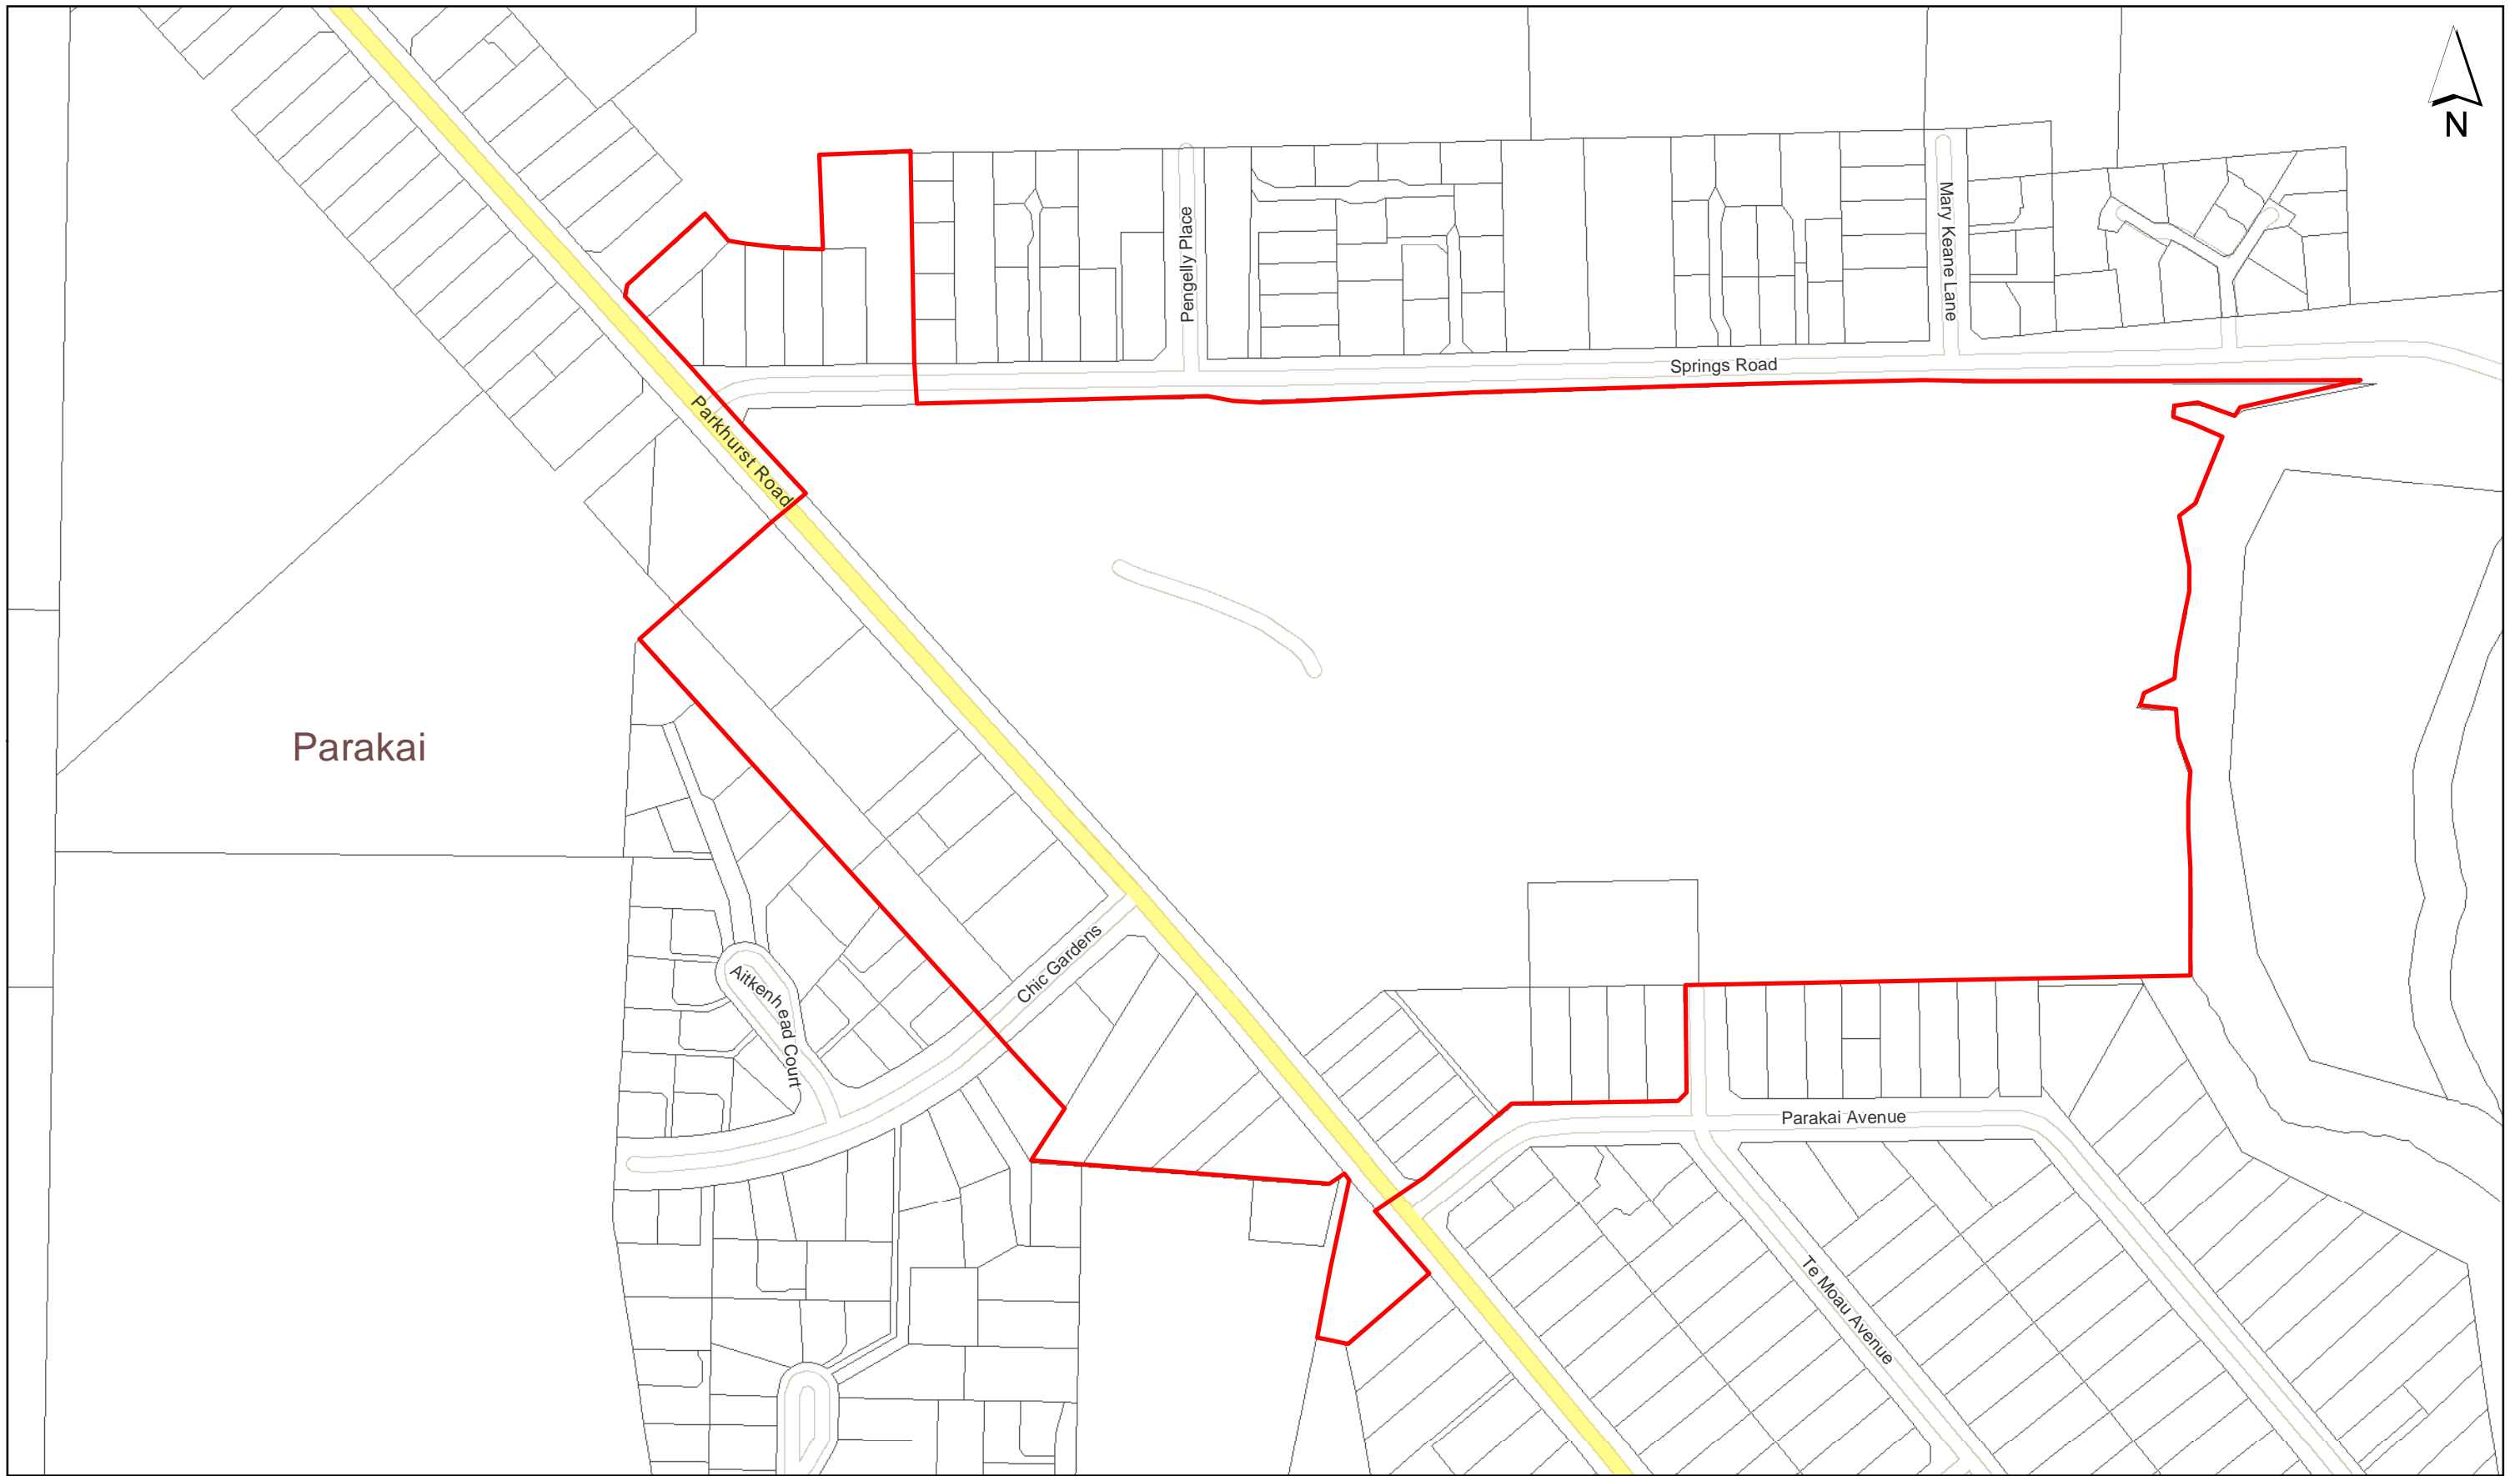 N
Pengelly Place
Mary Keane Lane
Springs Road
Parkhurst Road
Parakai
Chic Gardens
Aitkenhead Court
Parakai Avenue
Te Moau Avenue